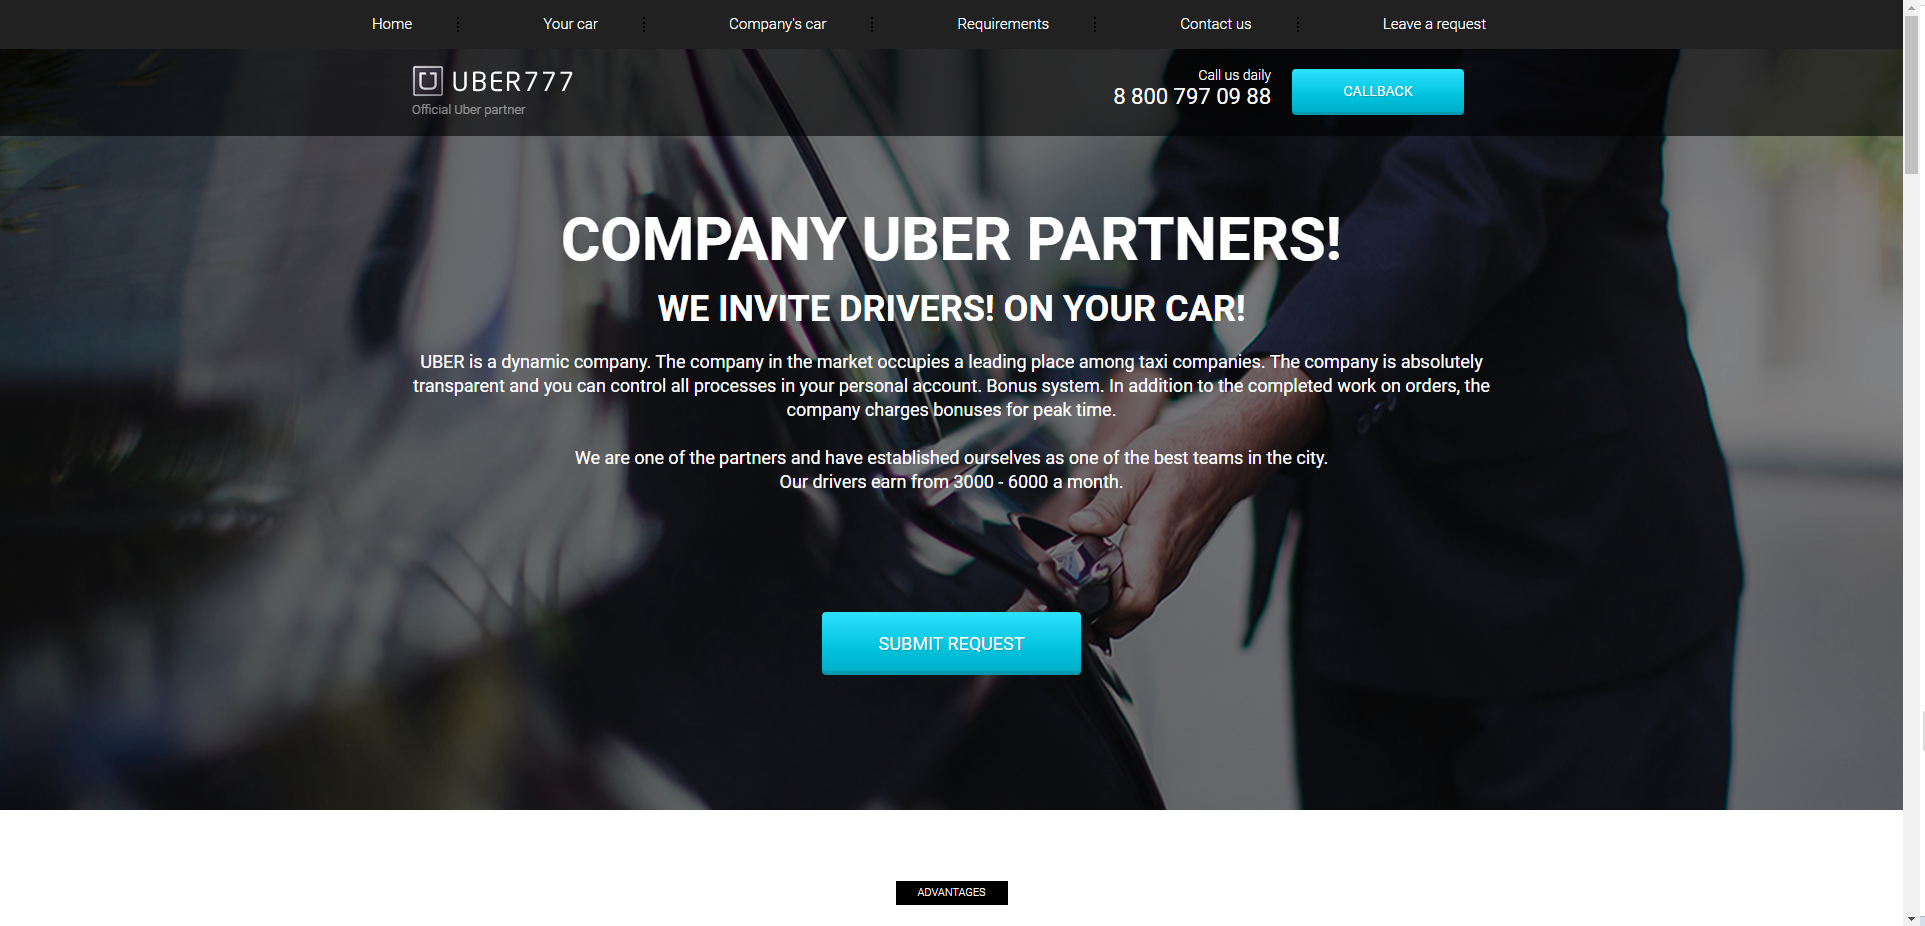 Home
Your car
Company's car
Requirements
Contact us
Leave a request
UBER777
Official Uber partner
Call us daily
8 800 797 09 88
CALLBACK
COMPANY UBER PARTNERS!
WE INVITE DRIVERS! ON YOUR CAR!
UBER is a dynamic company. The company in the market occupies a leading place among taxi companies. The company is absolutely
transparent and you can control all processes in your personal account. Bonus system. In addition to the completed work on orders, the
company charges bonuses for peak time.
We are one of the partners and have established ourselves as one of the best teams in the city.
Our drivers earn from 3000 - 6000 a month.
SUBMIT REQUEST
ADVANTAGES